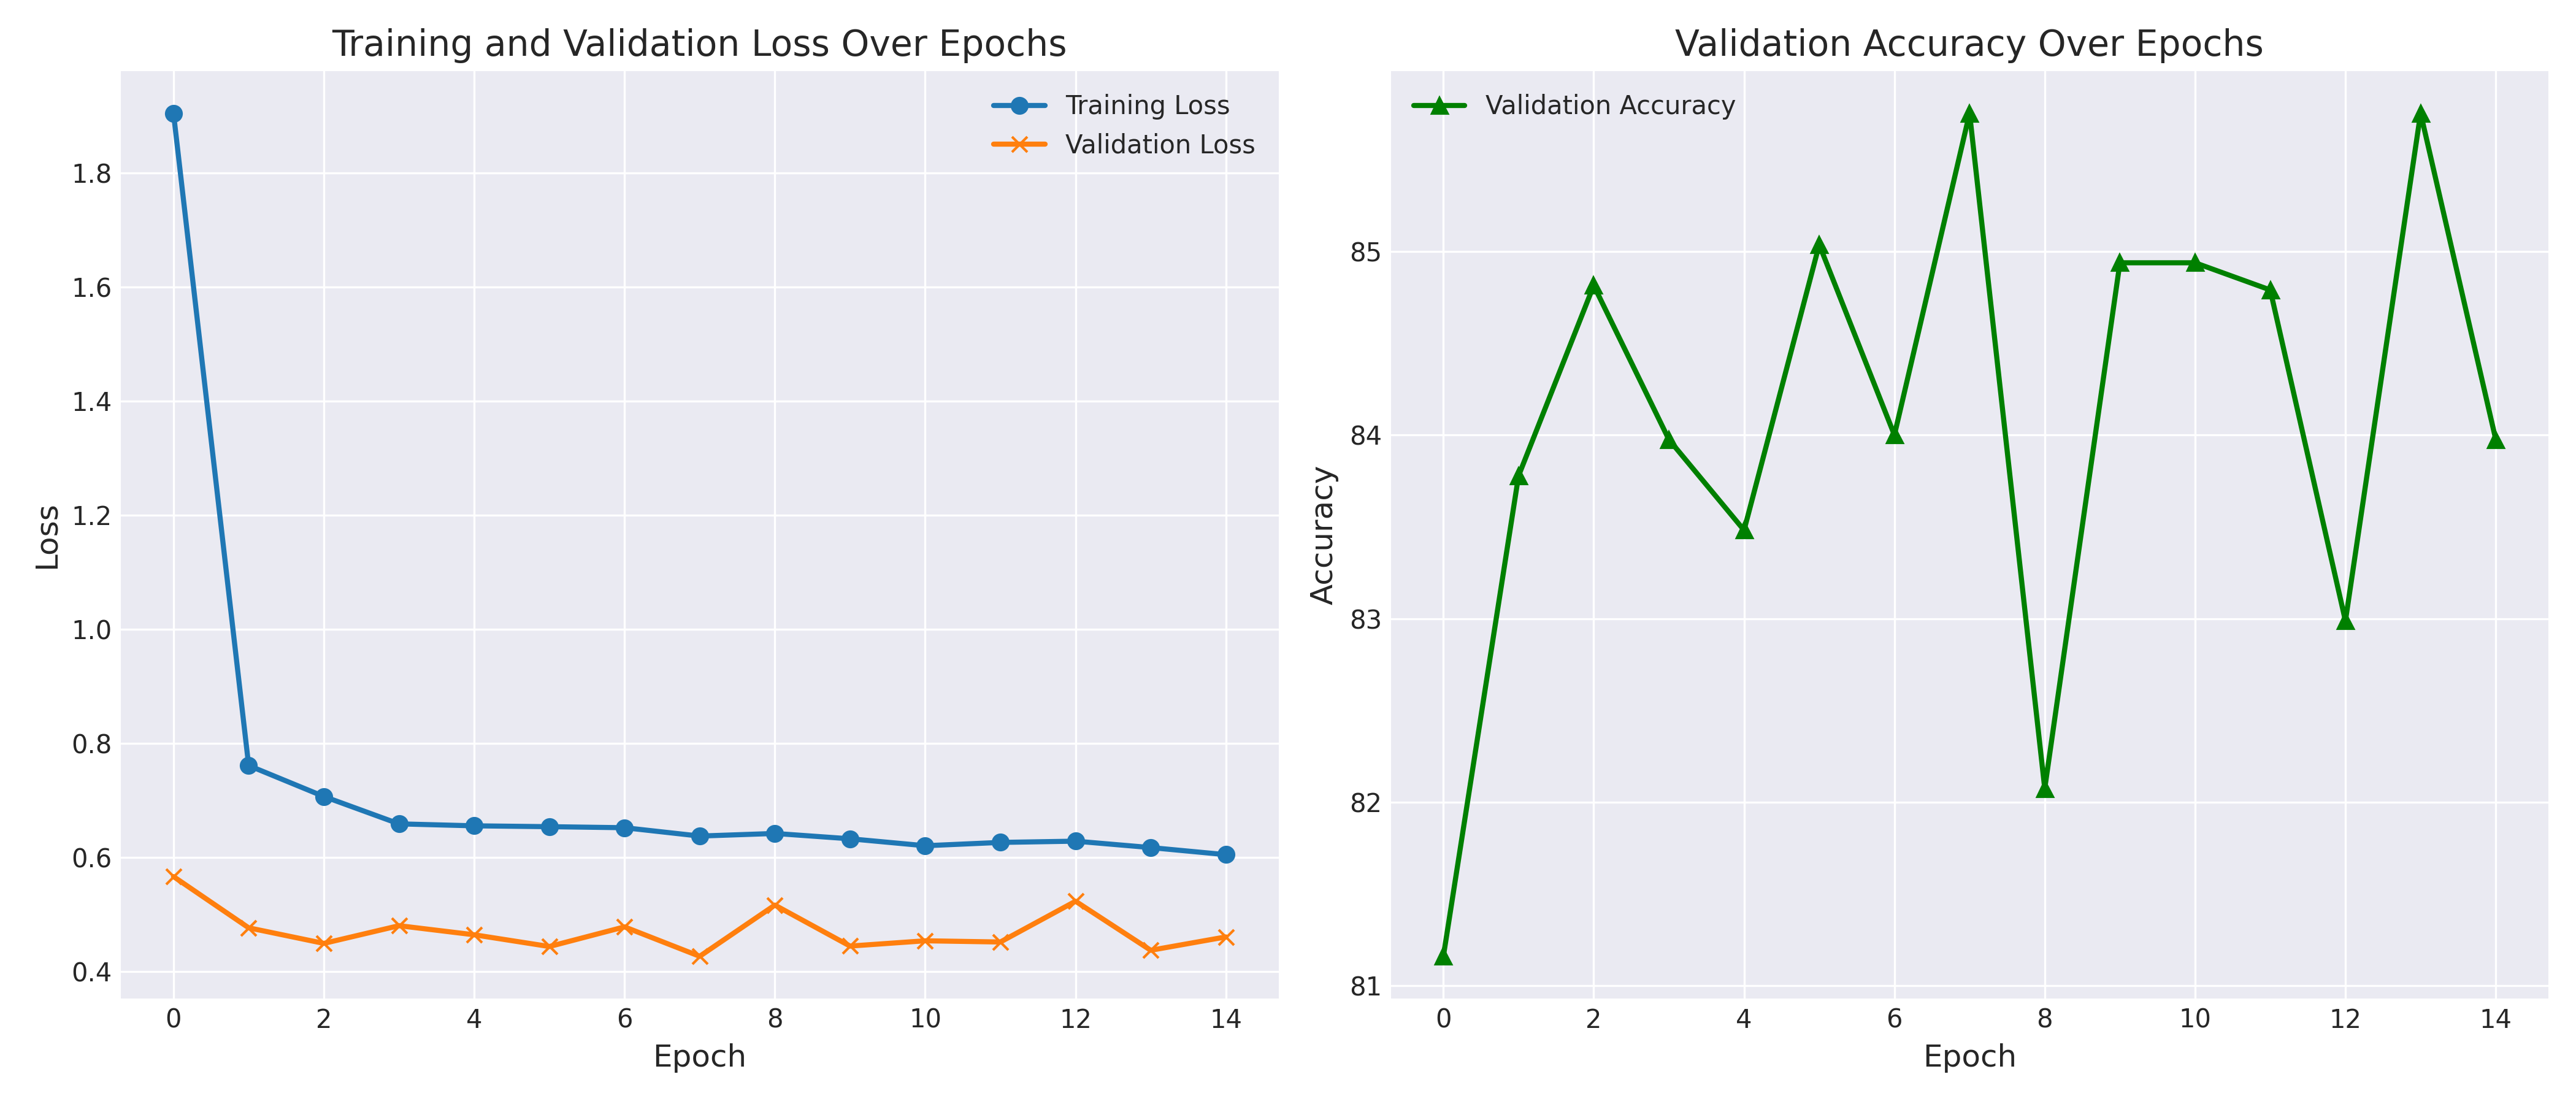 Training and Validation Loss Over Epochs
Training Loss
Validation Loss
1.8
1.6
1.4
1.2
1.0
0.8
0.6
0.4
Loss
0 2 4 6 8 10 12 14
Epoch
Validation Accuracy Over Epochs
Validation Accuracy
85
84
83
82
81
Accuracy
0 2 4 6 8 10 12 14
Epoch